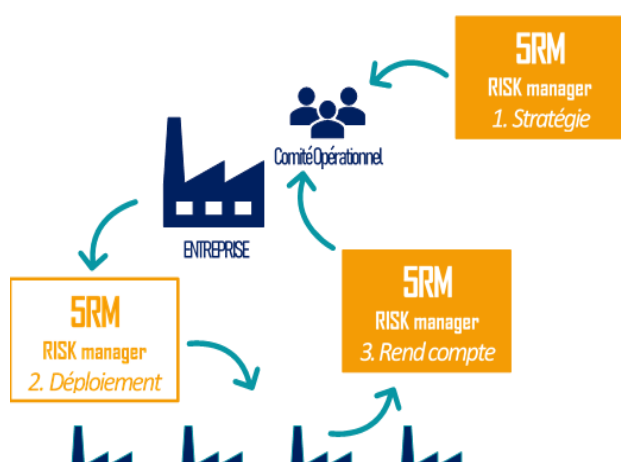 5RM
RISK manager
1. Stratégie
Comité Opérationnel
ENTREPRISE
5RM
RISK manager
2. Déploiement
5RM
RISK manager
3. Rend compte